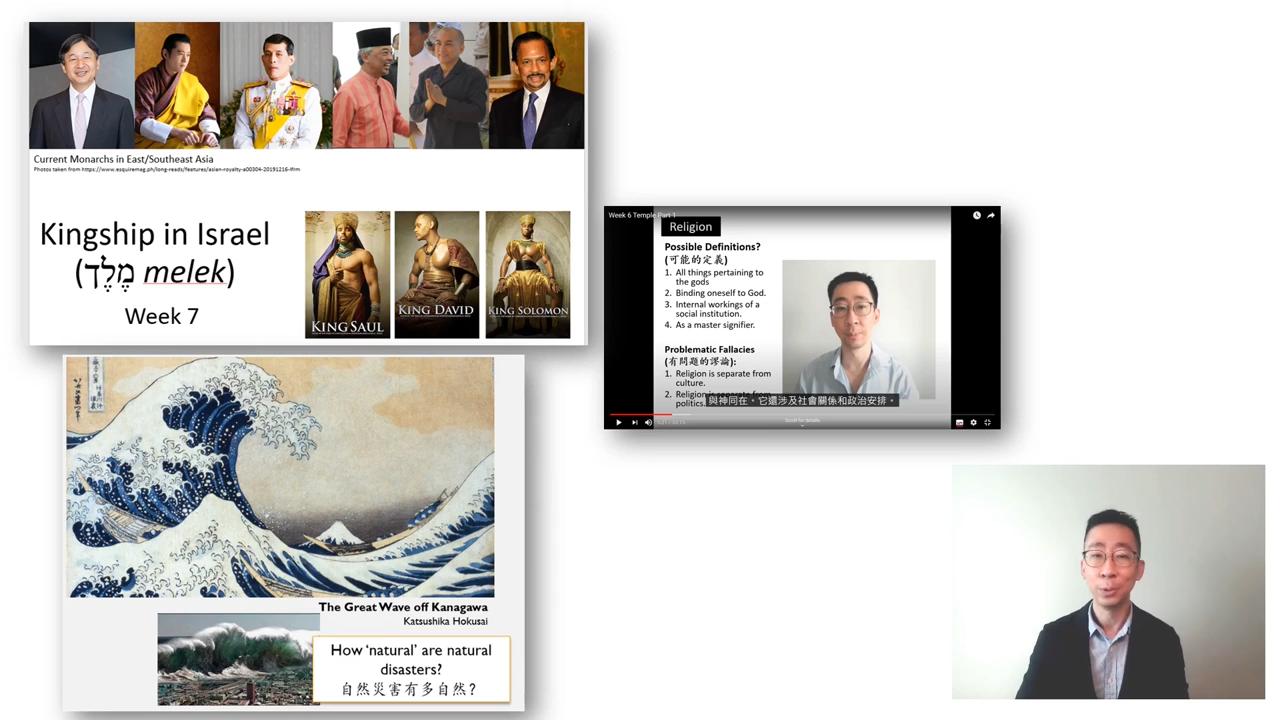 Current Monarchs in East/Southeast Asia
Photos taken from https://www.esquiremag.ph/long-reads/features/asian-royalty-a00304-20191216-lfrm
Kingship in Israel
(מֶלֶךְ melek)
Week 7
KING SAUL
KING DAVID
KING SOLOMON
The Great Wave off Kanagawa
Katsushika Hokusai
How ‘natural’ are natural
disasters?
自然災害有多自然？
Week 6 Temple Part 1
Religion
Possible Definitions?
(可能的定義)
1. All things pertaining to
the gods
2. Binding oneself to God.
3. Internal workings of a
social institution.
4. As a master signifier.
Problematic Fallacies
(有問題的謬論):
1. Religion is separate from
culture.
2. Religion
politics.
與神同在。它還涉及社會關係和政治安排。
Scroll for details